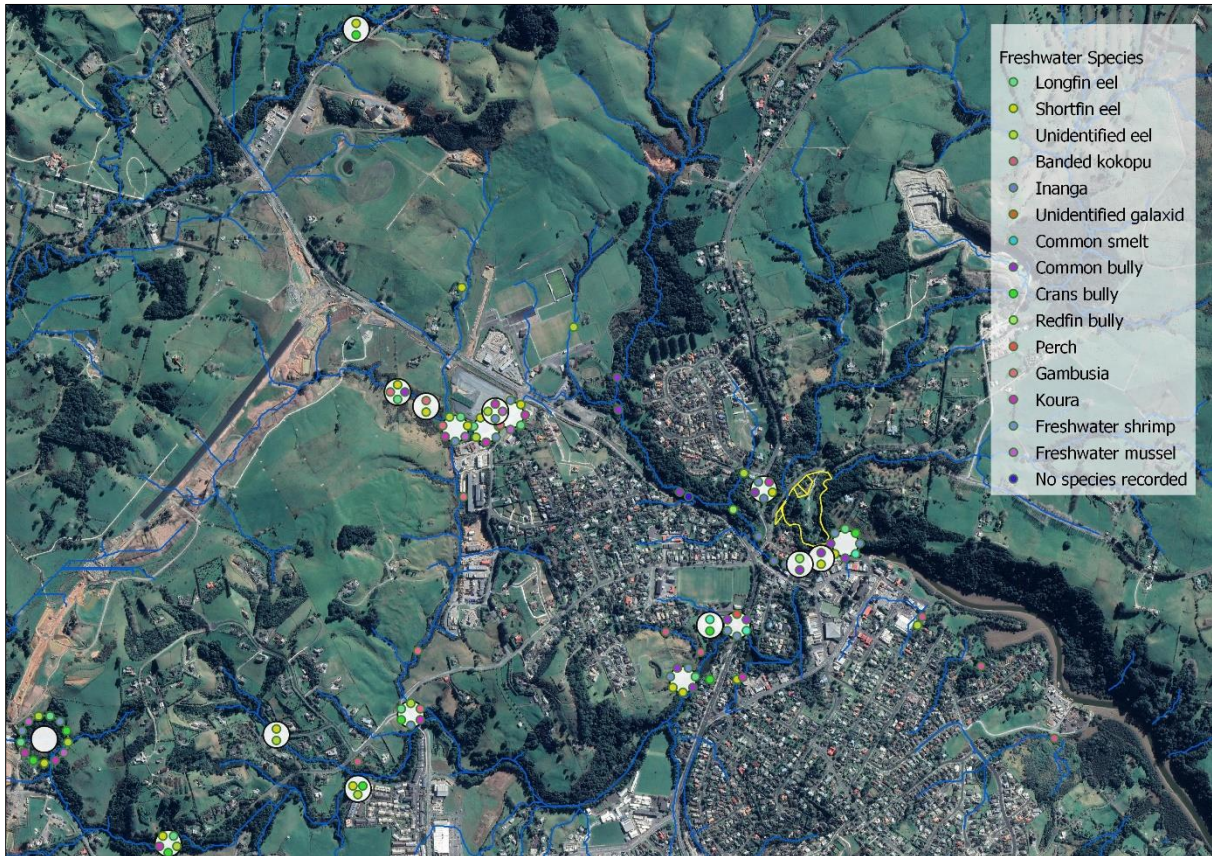 Freshwater Species
Longfin eel
Shortfin eel
Unidentified eel
Banded kokopu
Inanga
Unidentified galaxid
Common smelt
Common bully
Crans bully
Redfin bully
Perch
Gambusia
Koura
Freshwater shrimp
Freshwater mussel
No species recorded